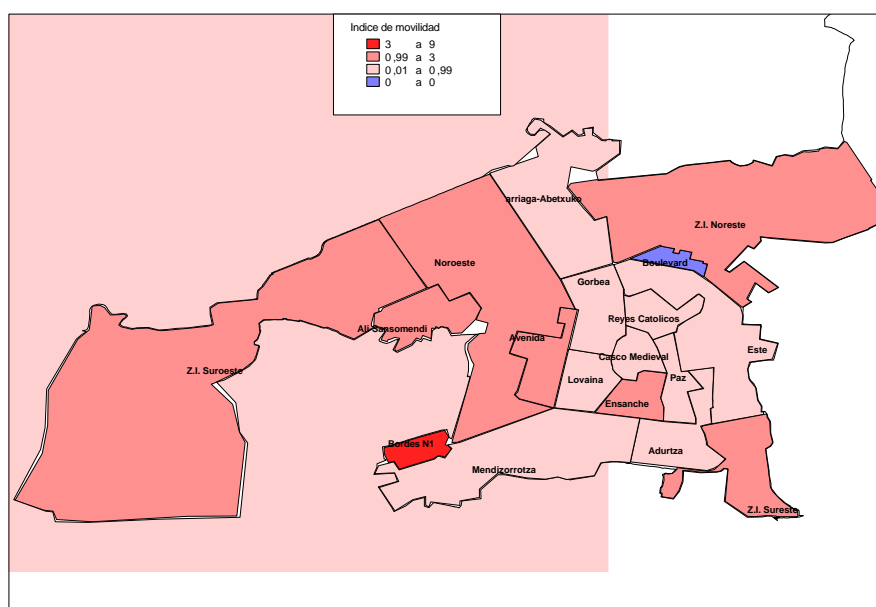 Indice de movilidad
3 a 9
0,99 a 3
0,01 a 0,99
0 a 0
arriaga-Abetxuko
Z.I. Noreste
Noroeste
Boulevard
Gorbea
Reyes Catolicos
Ali Sansomendi
Avenida
Casco Medieval
Este
Z.I. Suroeste
Lovaina
Paz
Ensanche
Bordes N1
Adurtza
Mendizorrotza
Z.I. Sureste